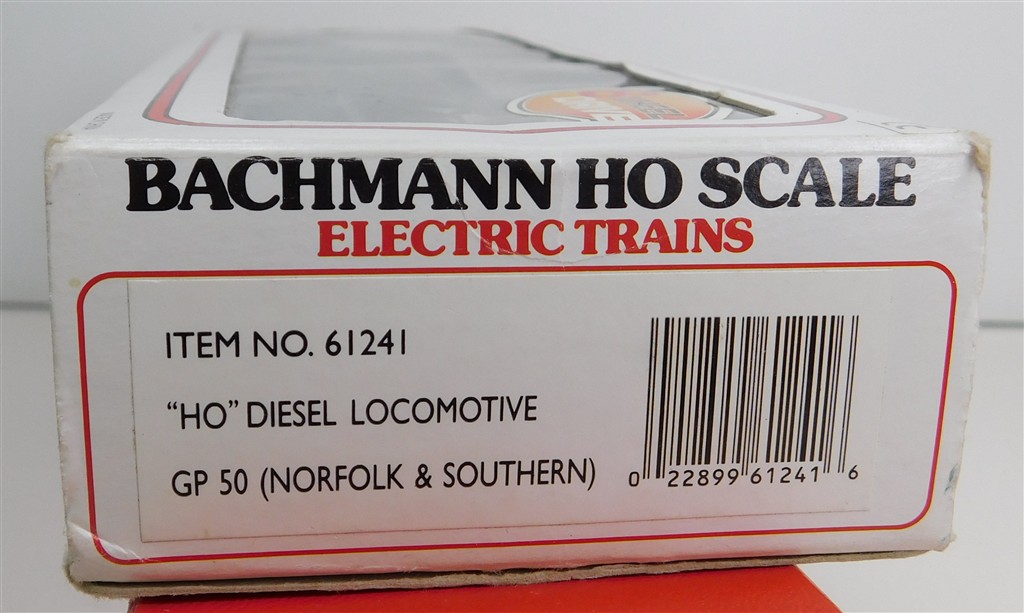 BACHMANN HO SCALE
ELECTRIC TRAINS
ITEM NO. 61241
"HO" DIESEL LOCOMOTIVE
GP 50 (NORFOLK & SOUTHERN)
0 22899 61241 6